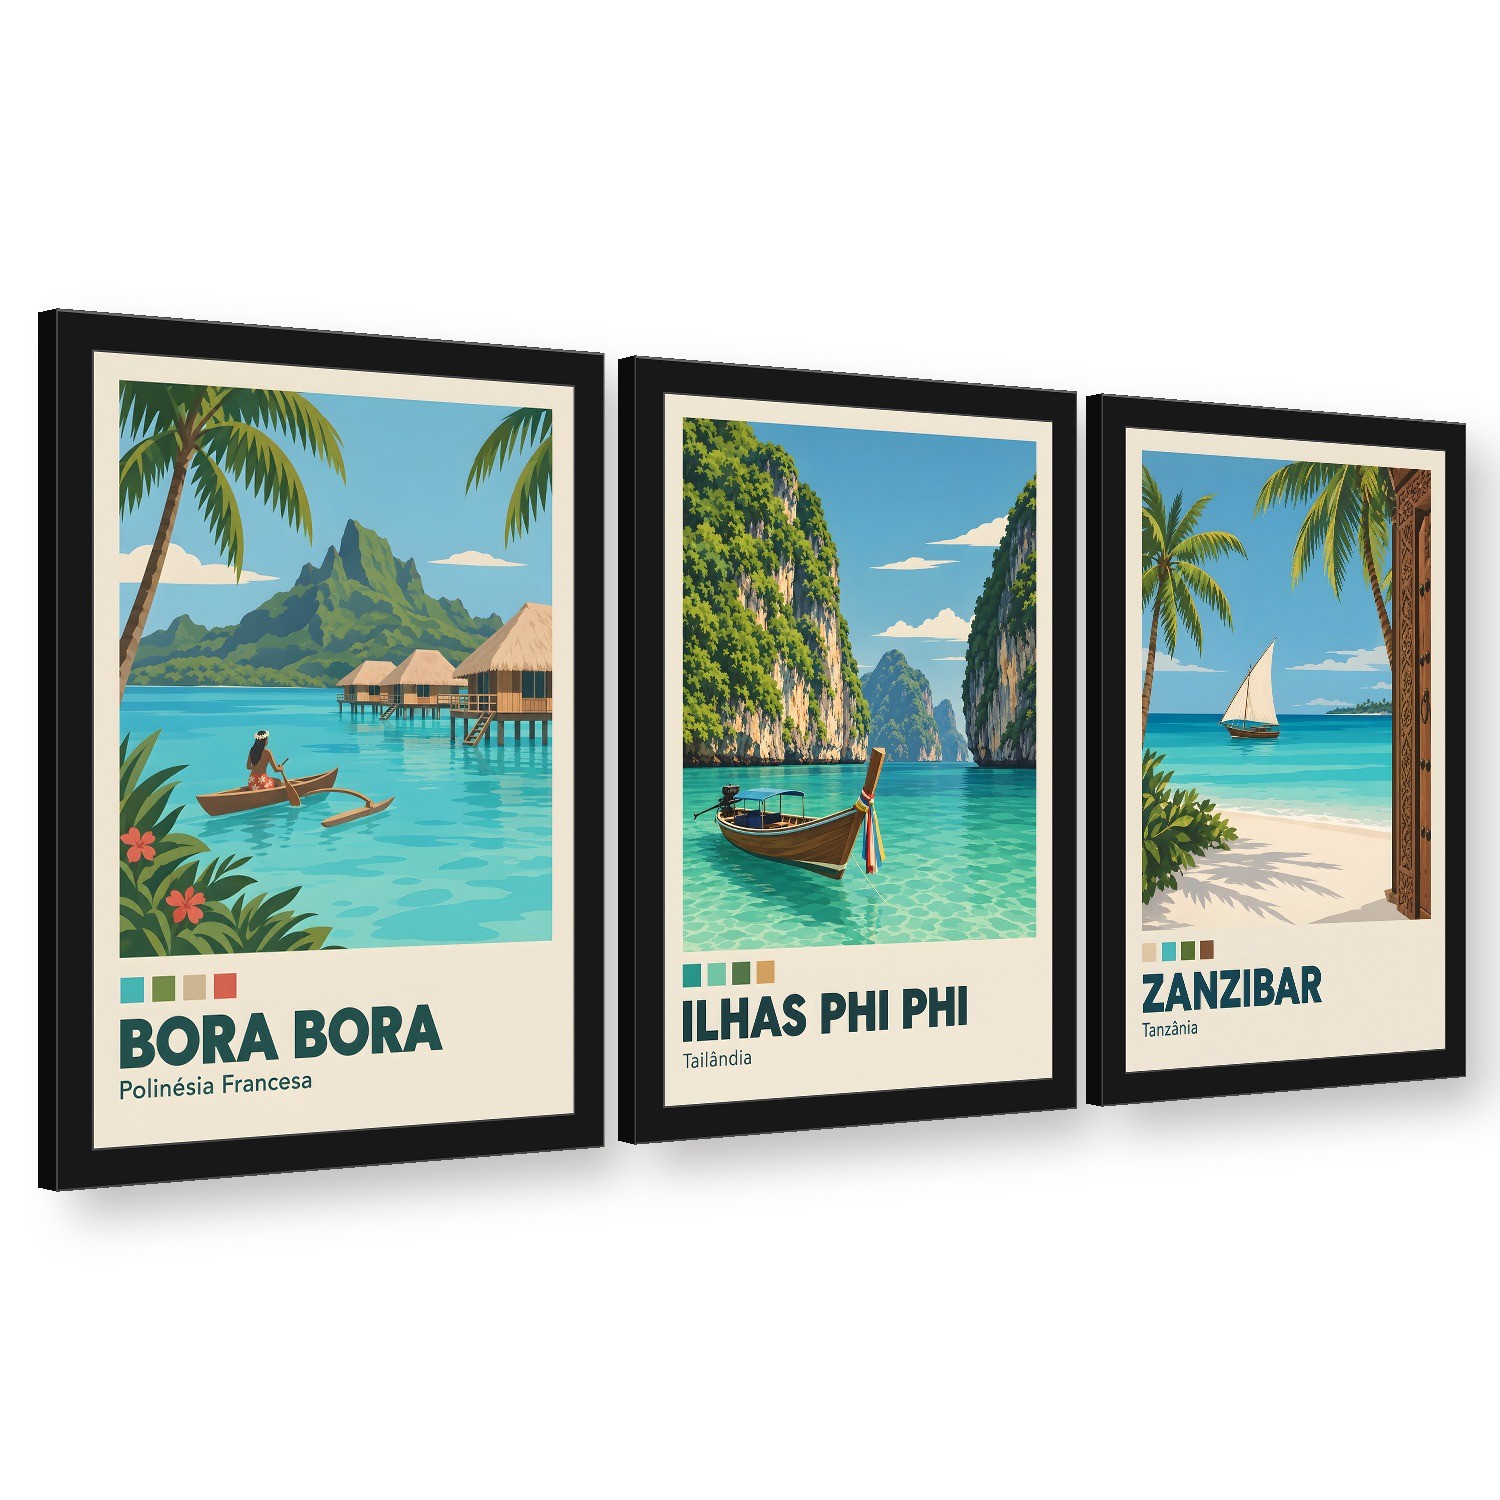 BORA BORA
Polinésia Francesa
ILHAS PHI PHI
Tailândia
ZANZIBAR
Tanzânia